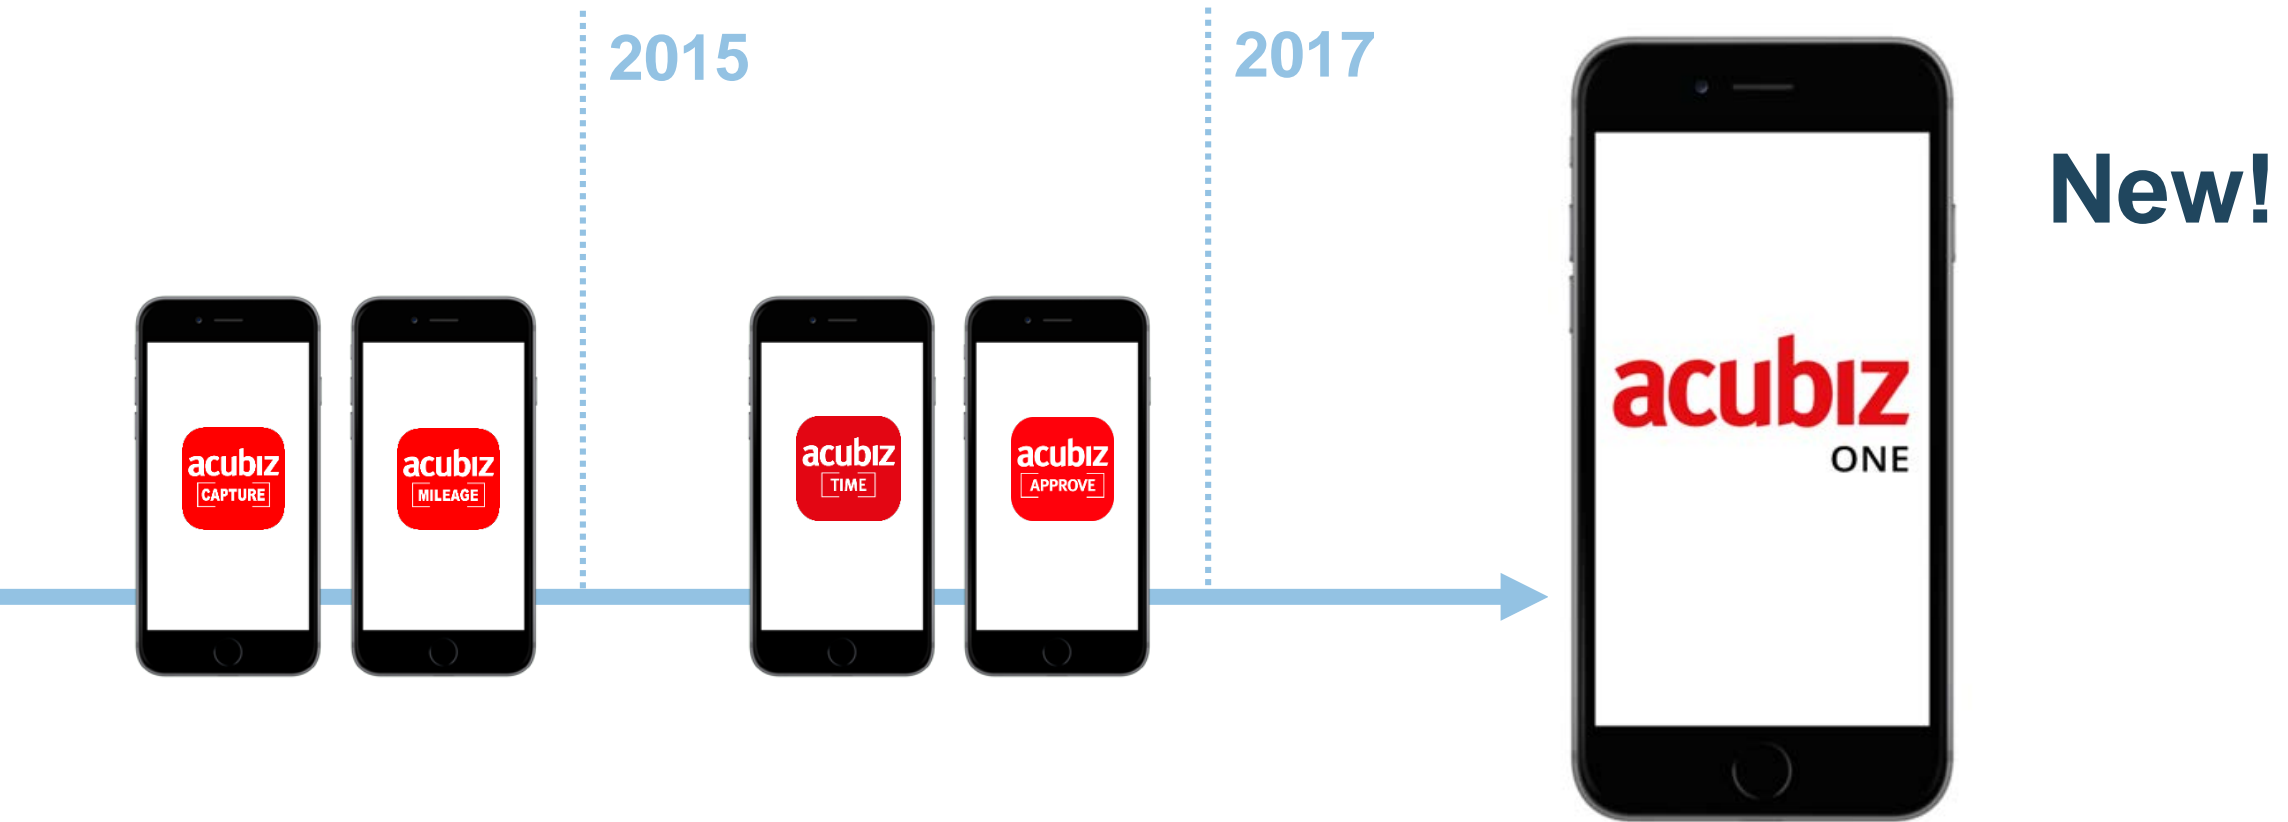 2015
2017
New!
acubiz
CAPTURE
acubiz
MILEAGE
acubiz
TIME
acubiz
APPROVE
acubiz
ONE